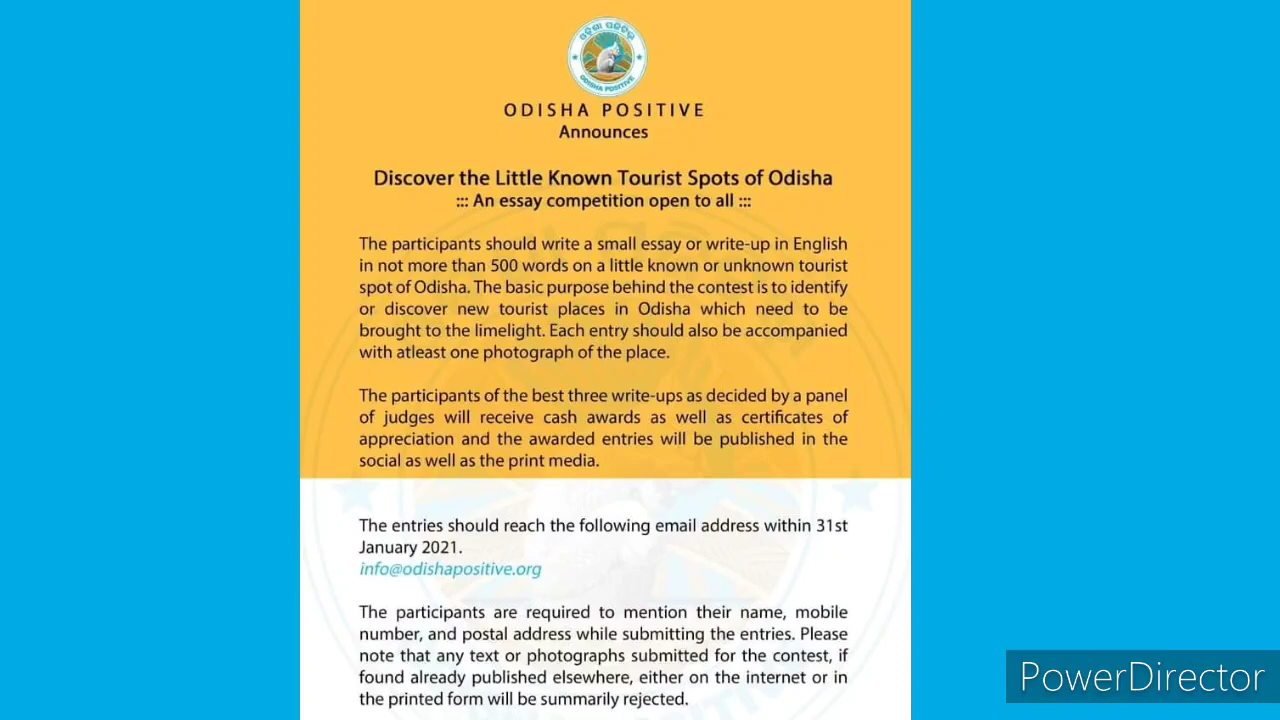 ଓଡ଼ିଶା ପଜିଟିଭ୍
ODISHA POSITIVE
ODISHA POSITIVE
Announces
Discover the Little Known Tourist Spots of Odisha
::: An essay competition open to all :::
The participants should write a small essay or write-up in English
in not more than 500 words on a little known or unknown tourist
spot of Odisha. The basic purpose behind the contest is to identify
or discover new tourist places in Odisha which need to be
brought to the limelight. Each entry should also be accompanied
with atleast one photograph of the place.
The participants of the best three write-ups as decided by a panel
of judges will receive cash awards as well as certificates of
appreciation and the awarded entries will be published in the
social as well as the print media.
The entries should reach the following email address within 31st
January 2021.
info@odishapositive.org
The participants are required to mention their name, mobile
number, and postal address while submitting the entries. Please
note that any text or photographs submitted for the contest, if
found already published elsewhere, either on the internet or in
the printed form will be summarily rejected.
PowerDirector